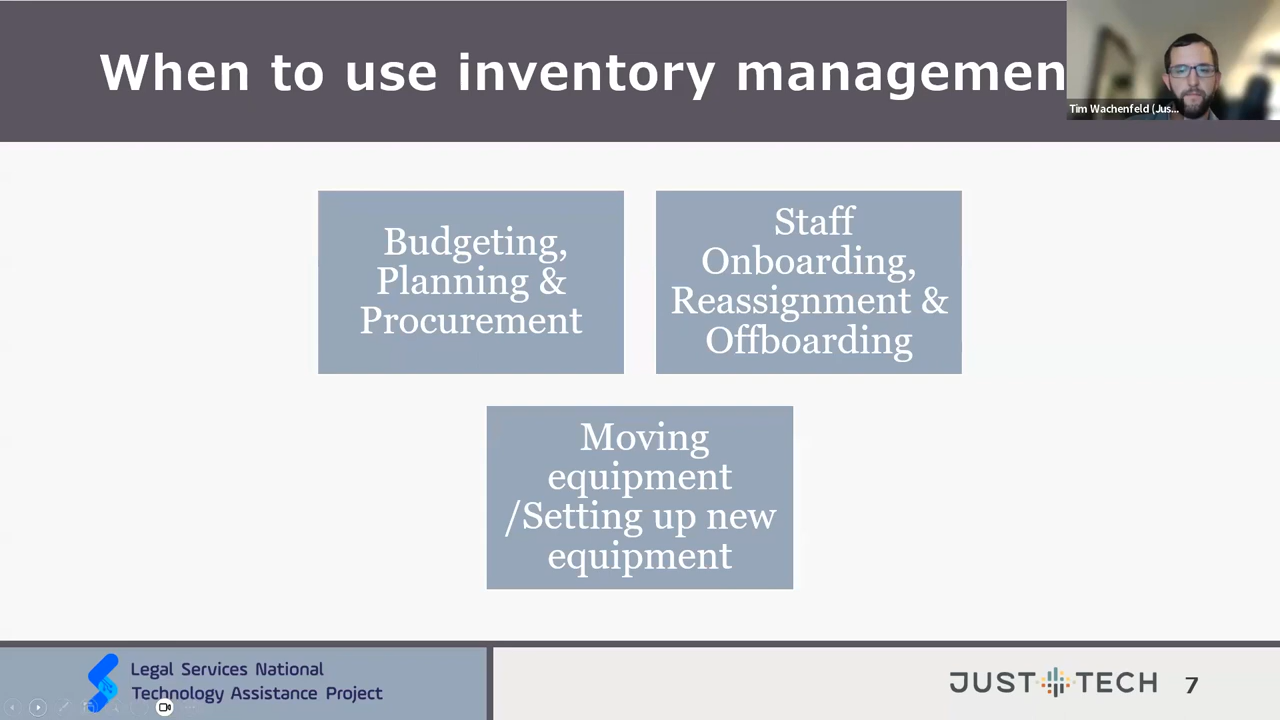 When to use inventory managemen
Tim Wachenfeld (Jus...
Budgeting,
Planning &
Procurement
Staff
Onboarding,
Reassignment &
Offboarding
Moving
equipment
/Setting up new
equipment
Legal Services National
Technology Assistance Project
JUST TECH
7